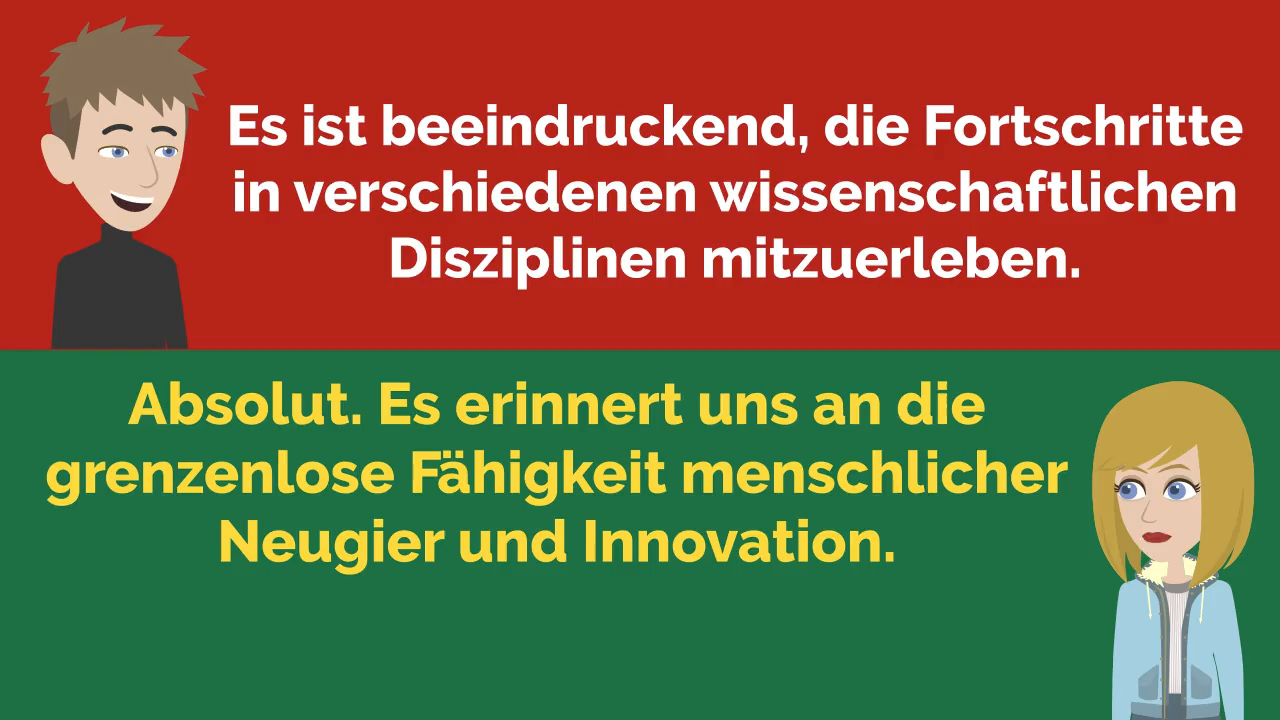 Es ist beeindruckend, die Fortschritte
in verschiedenen wissenschaftlichen
Disziplinen mitzuerleben.
Absolut. Es erinnert uns an die
grenzenlose Fähigkeit menschlicher
Neugier und Innovation.